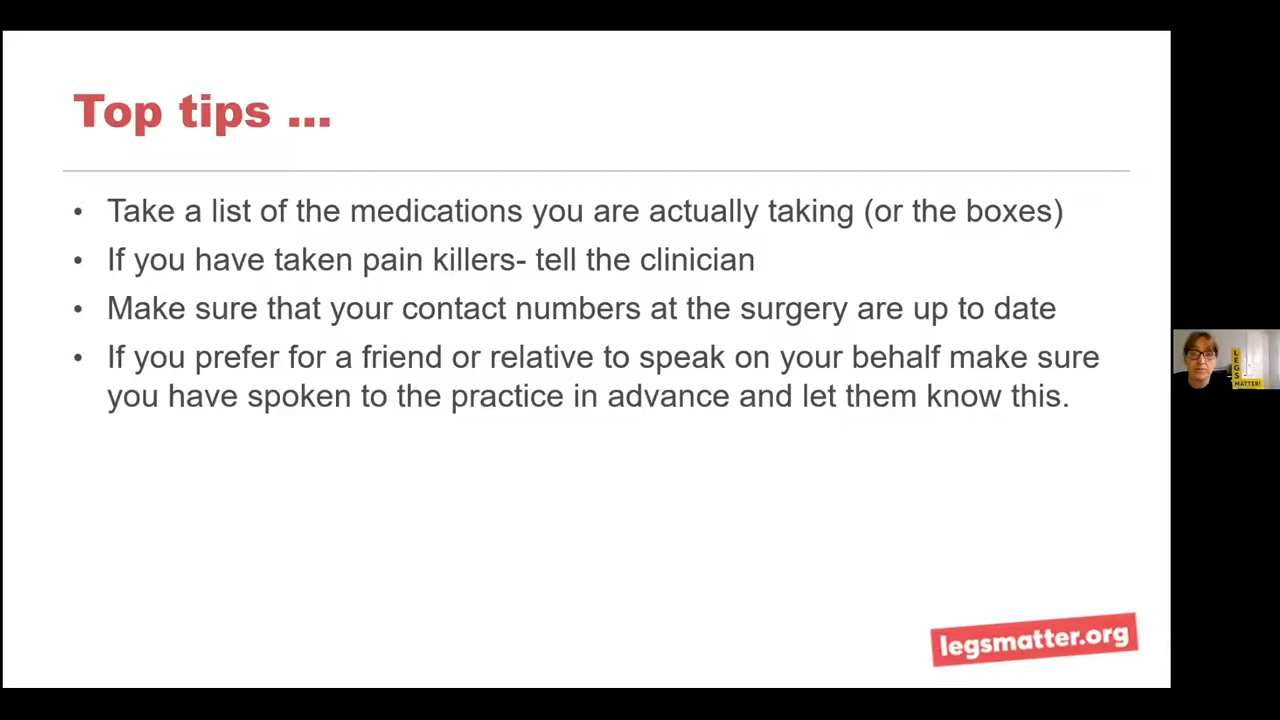 Top tips ...
• Take a list of the medications you are actually taking (or the boxes)
• If you have taken pain killers- tell the clinician
• Make sure that your contact numbers at the surgery are up to date
• If you prefer for a friend or relative to speak on your behalf make sure
you have spoken to the practice in advance and let them know this.
LEGS
MATTER!
legsmatter.org